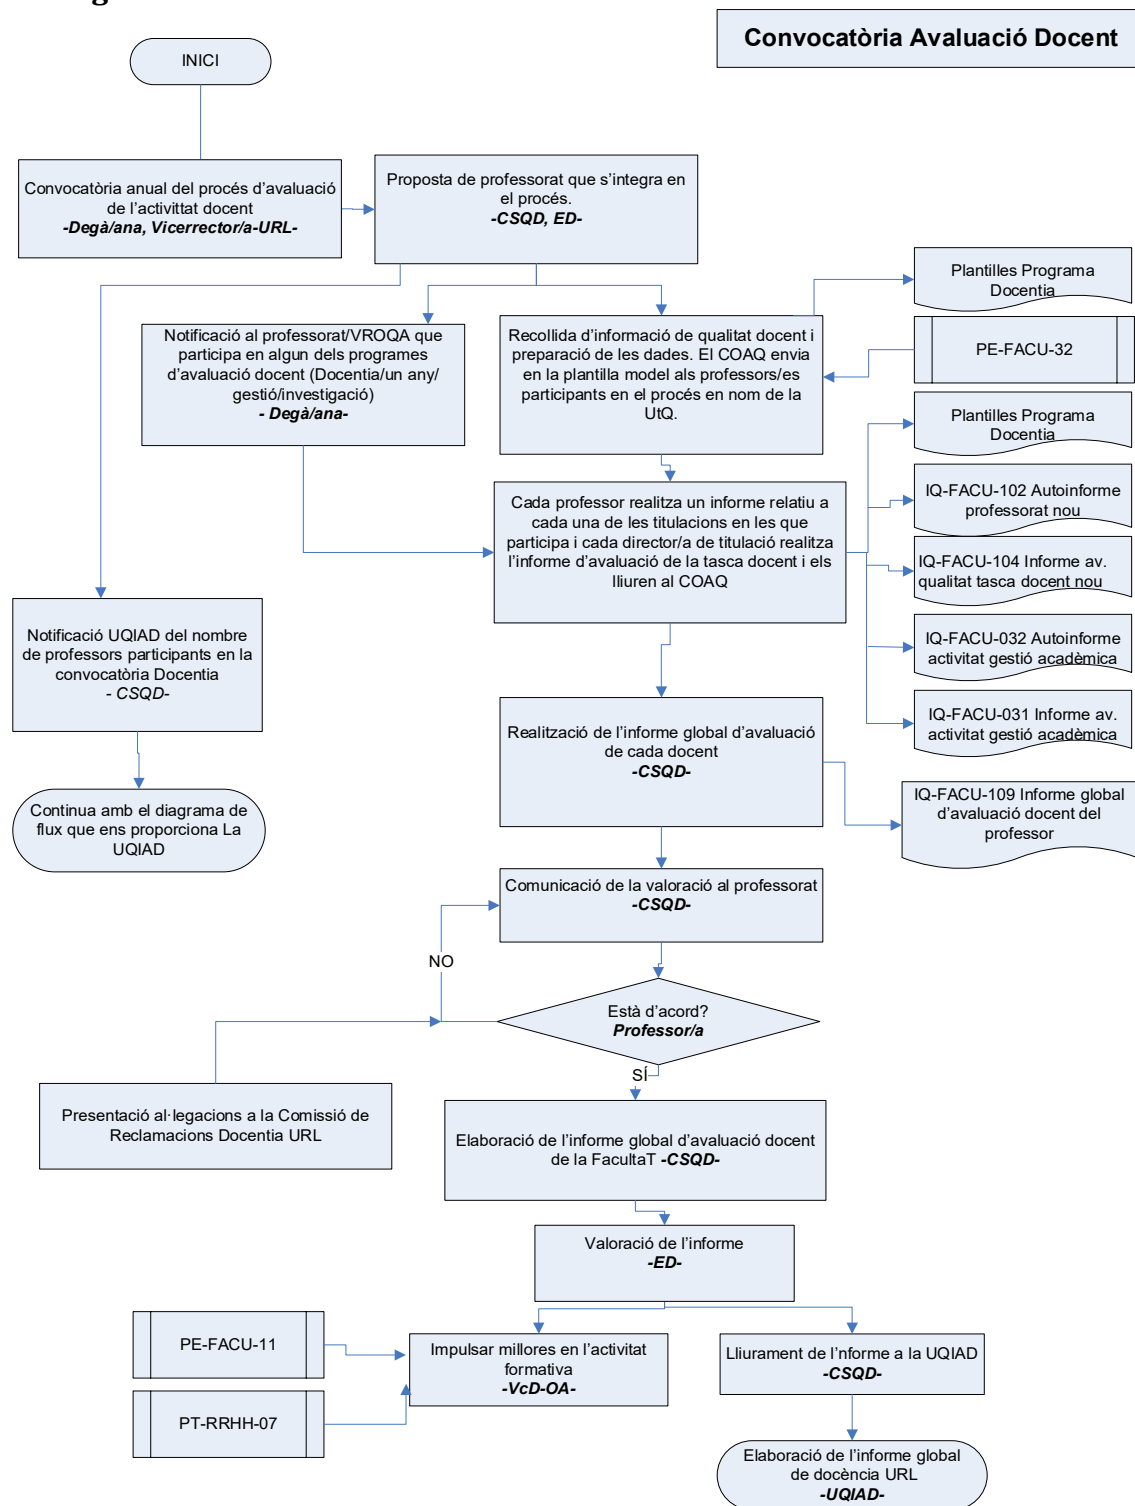 Convocatòria Avaluació Docent
INICI
Convocatòria anual del procés d'avaluació
de l'activittat docent
-Degà/ana, Vicerrector/a-URL-
Proposta de professorat que s'integra en
el procés.
-CSQD, ED-
Plantilles Programa
Docentia
Notificació al professorat/VROQA que
participa en algun dels programes
d'avaluació docent (Docentia/un any/
gestió/investigació)
- Degà/ana-
Recollida d'informació de qualitat docent i
preparació de les dades. El COAQ envia
en la plantilla model als professors/es
participants en el procés en nom de la
UtQ.
PE-FACU-32
Plantilles Programa
Docentia
Cada professor realitza un informe relatiu a
cada una de les titulacions en les que
participa i cada director/a de titulació realitza
l'informe d'avaluació de la tasca docent i els
lliuren al COAQ
IQ-FACU-102 Autoinforme
professorat nou
IQ-FACU-104 Informe av.
qualitat tasca docent nou
IQ-FACU-032 Autoinforme
activitat gestió acadèmica
IQ-FACU-031 Informe av.
activitat gestió acadèmica
Notificació UQIAD del nombre
de professors participants en la
convocatòria Docentia
- CSQD-
Realització de l'informe global d'avaluació
de cada docent
-CSQD-
IQ-FACU-109 Informe global
d'avaluació docent del
professor
Continua amb el diagrama de
flux que ens proporciona La
UQIAD
Comunicació de la valoració al professorat
-CSQD-
NO
Està d'acord?
Professor/a
SÍ
Presentació al·legacions a la Comissió de
Reclamacions Docentia URL
Elaboració de l'informe global d'avaluació docent
de la FacultaT -CSQD-
Valoració de l'informe
-ED-
PE-FACU-11
Impulsar millores en l'activitat
formativa
-VcD-OA-
Lliurament de l'nforme a la UQIAD
-CSQD-
PT-RRHH-07
Elaboració de l'informe global
de docència URL
-UQIAD-